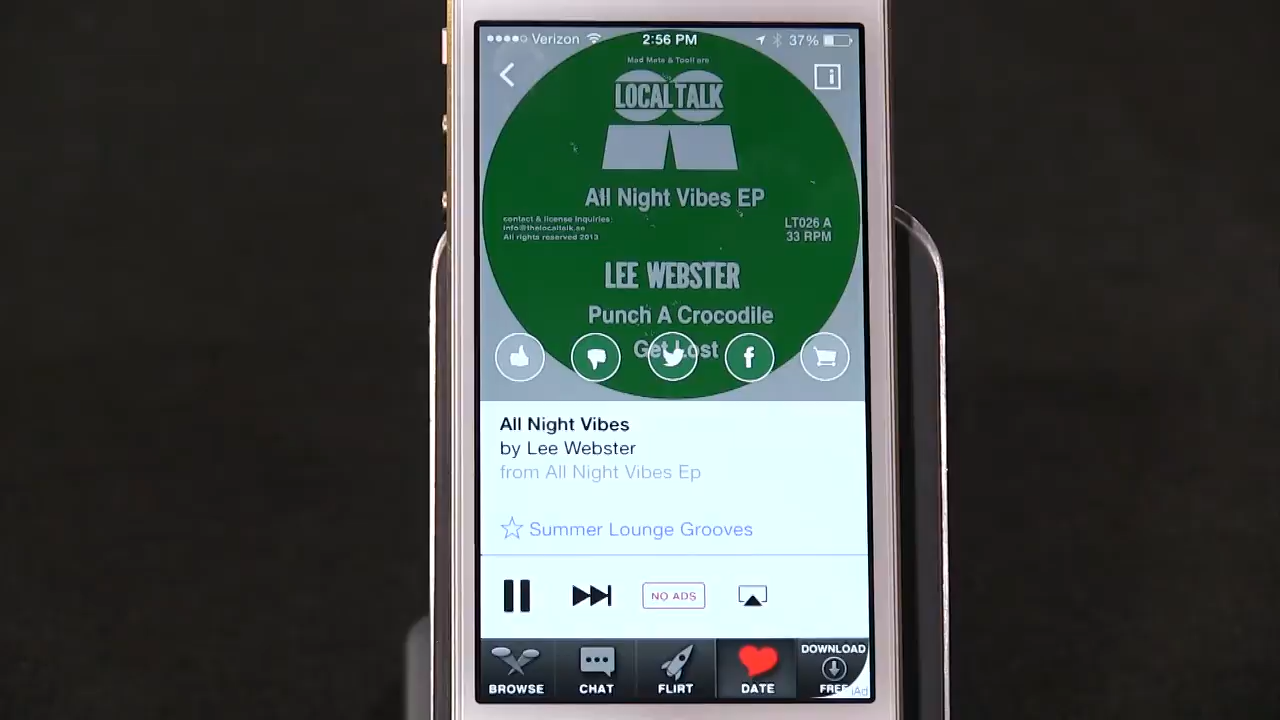 Verizon 2:56 PM 37%
Mad Mats & Tooli are
LOCAL TALK
All Night Vibes EP
contact & license inquiries:
info@thelocaltalk.se
All rights reserved 2013
LT026 A
33 RPM
LEE WEBSTER
Punch A Crocodile
Get Lost
All Night Vibes
by Lee Webster
from All Night Vibes Ep
Summer Lounge Grooves
NO ADS
BROWSE CHAT FLIRT DATE DOWNLOAD
FREE
iAd